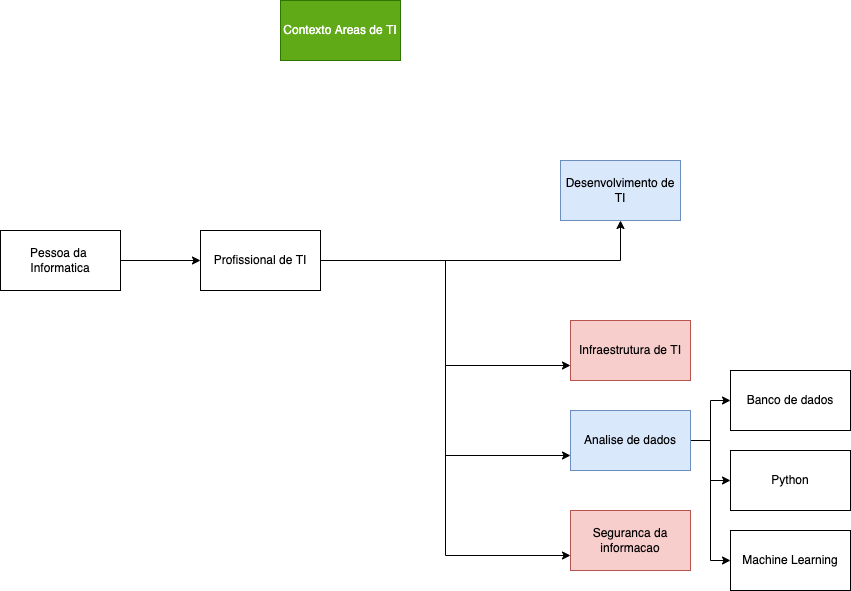 Contexto Areas de TI
Desenvolvimento de
TI
Pessoa da
Informatica
Profissional de TI
Infraestrutura de TI
Banco de dados
Analise de dados
Python
Seguranca da
informacao
Machine Learning